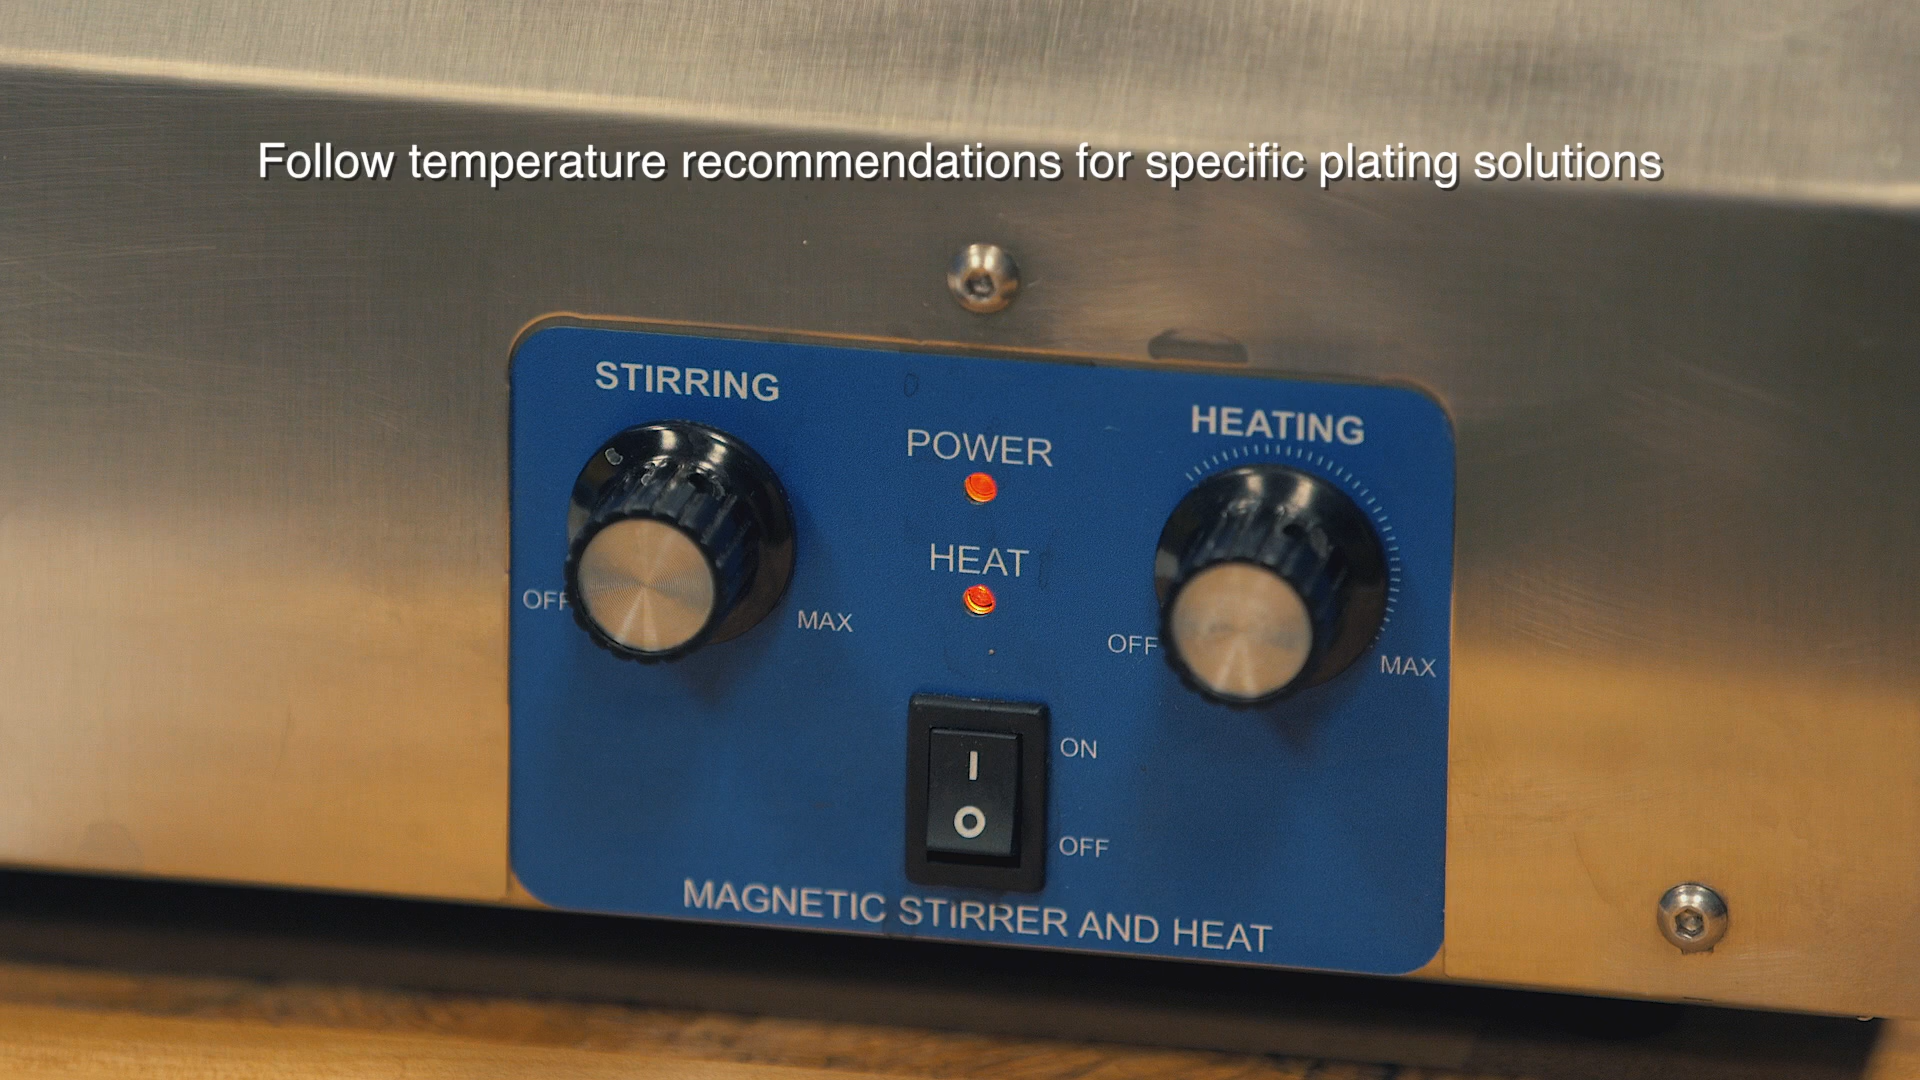 Follow temperature recommendations for specific plating solutions
STIRRING
HEATING
POWER
HEAT
OFF
MAX
OFF
MAX
I
ON
O
OFF
MAGNETIC STIRRER AND HEAT